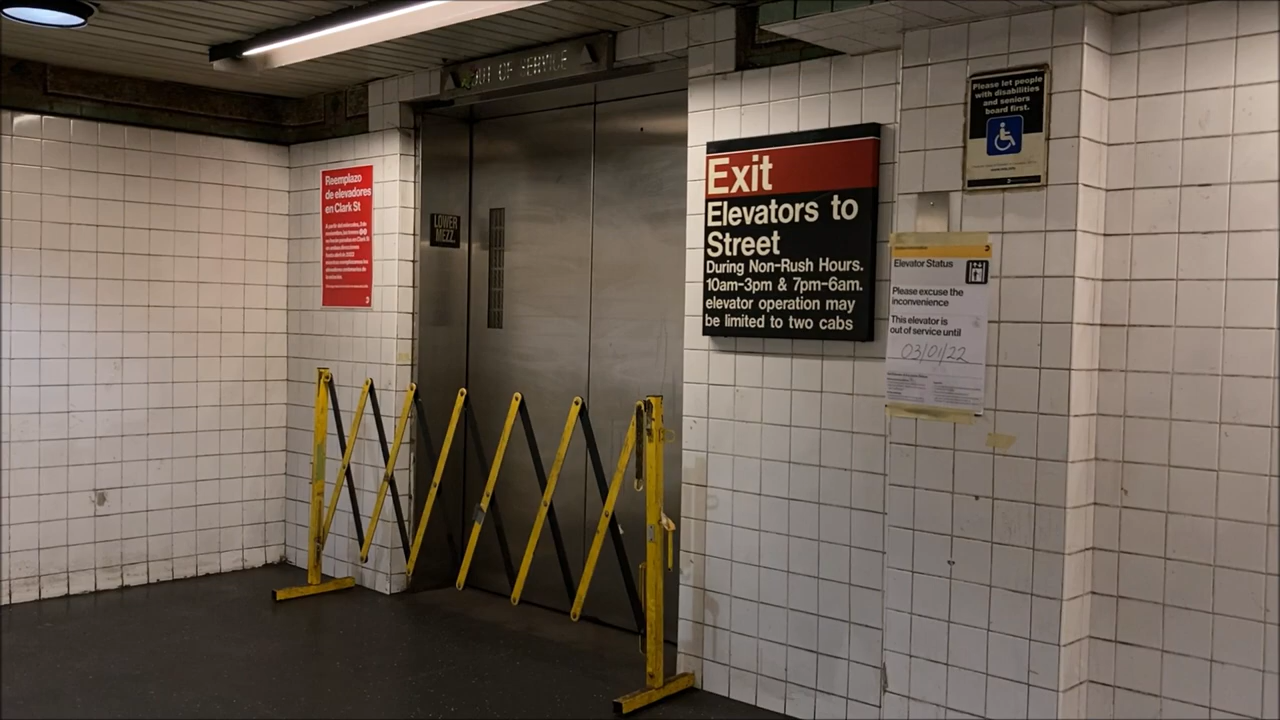 OUT OF SERVICE
Reemplazo
de elevadores
en Clark St
LOWER
MEZZ.
Exit
Elevators to
Street
During Non-Rush Hours.
10am-3pm & 7pm-6am.
elevator operation may
be limited to two cabs
Please let people
with disabilities
and seniors
board first.
Elevator Status
Please excuse the
inconvenience
This elevator is
out of service until
03/01/22